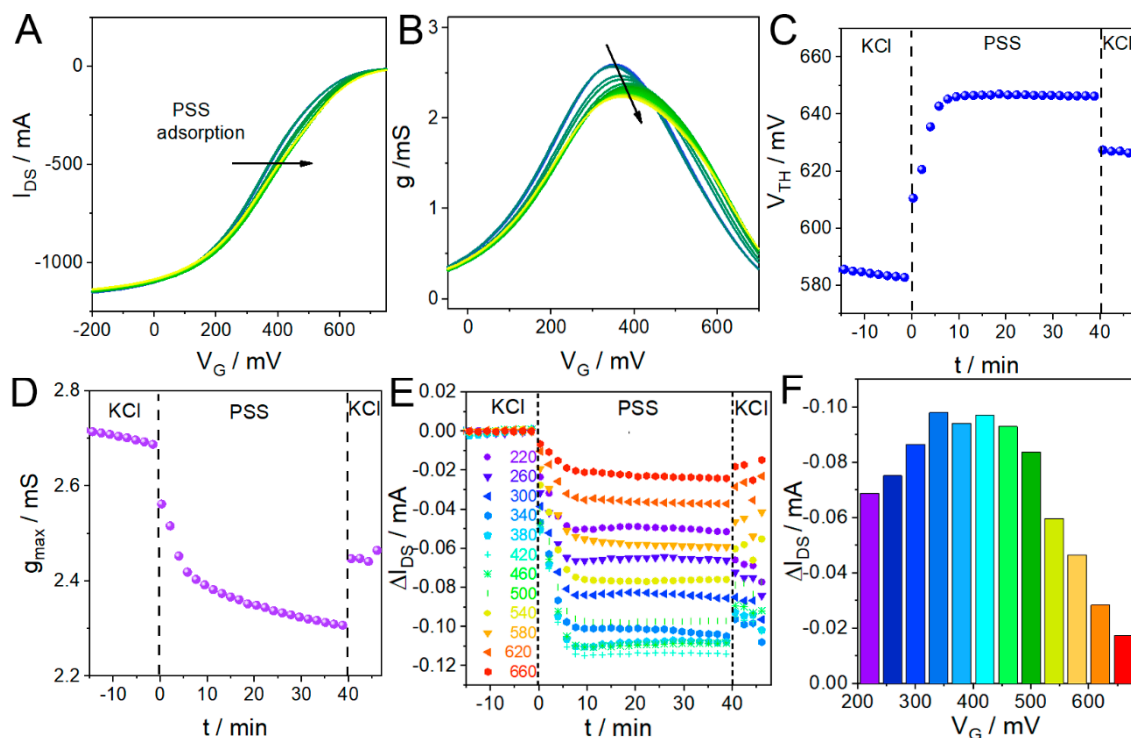 A
I_DS / mA
0
-500
-1000
PSS
adsorption
-200 0 200 400 600
V_G / mV
B
g /mS
3
2
1
0
0 200 400 600
V_G / mV
C
KCl PSS KCl
V_TH / mV
660
640
620
600
580
-10 0 10 20 30 40
t / min
D
KCl PSS KCl
g_max / mS
2.8
2.6
2.4
2.2
-10 0 10 20 30 40
t / min
E
KCl PSS KCl
ΔI_DS / mA
0.02
0.00
-0.02
-0.04
-0.06
-0.08
-0.10
-0.12
220
260
300
340
380
420
460
500
540
580
620
660
-10 0 10 20 30 40
t / min
F
ΔI_DS / mA
-0.10
-0.08
-0.06
-0.04
-0.02
0.00
200 300 400 500 600
V_G / mV